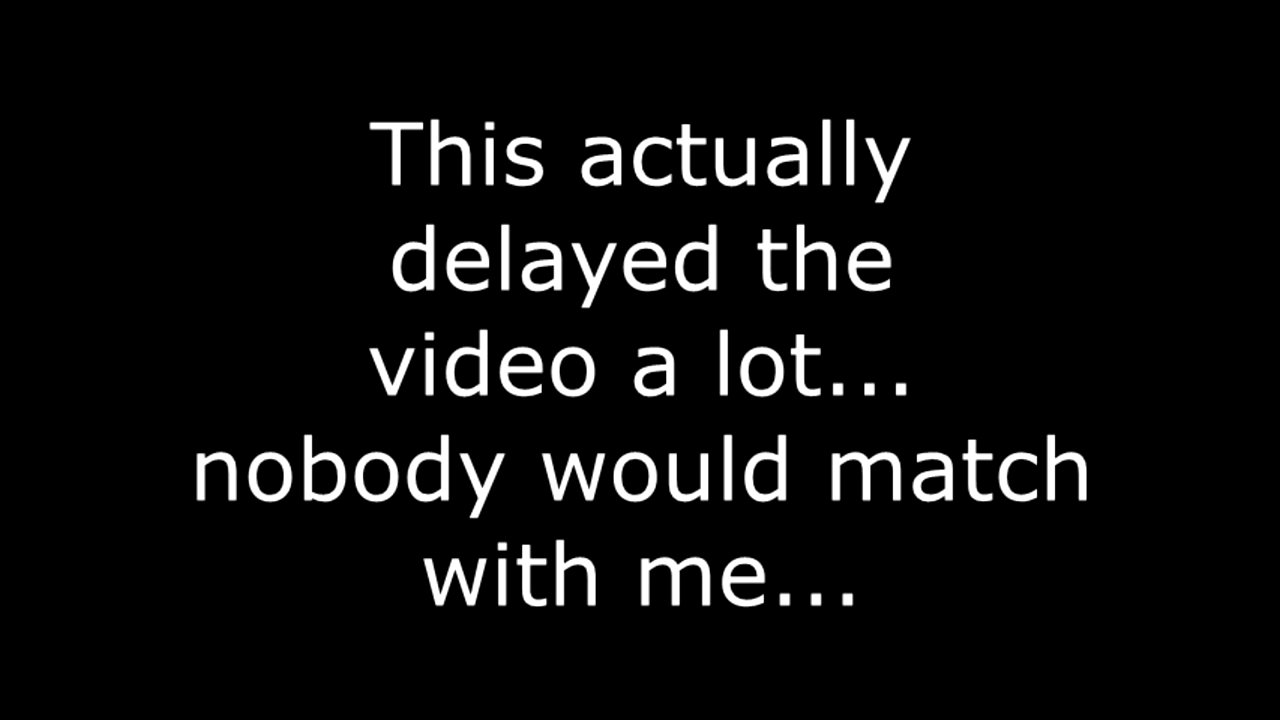 This actually
delayed the
video a lot...
nobody would match
with me...